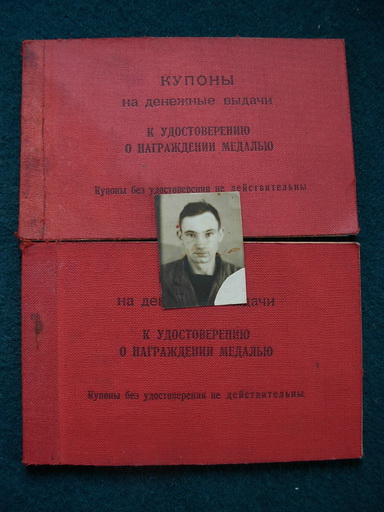 КУПОНЫ
на денежные выдачи
К УДОСТОВЕРЕНИЮ
О НАГРАЖДЕНИИ МЕДАЛЬЮ
Купоны без удостоверения не действительны
на
К УДОСТОВЕРЕНИЮ
О НАГРАЖДЕНИИ МЕДАЛЬЮ
Купоны без удостоверения не действительны